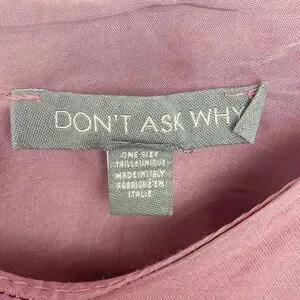 DON'T ASK WHY
ONE SIZE
TAILLE UNIQUE
MADE IN ITALY
FABRIQUÉ EN
ITALIE